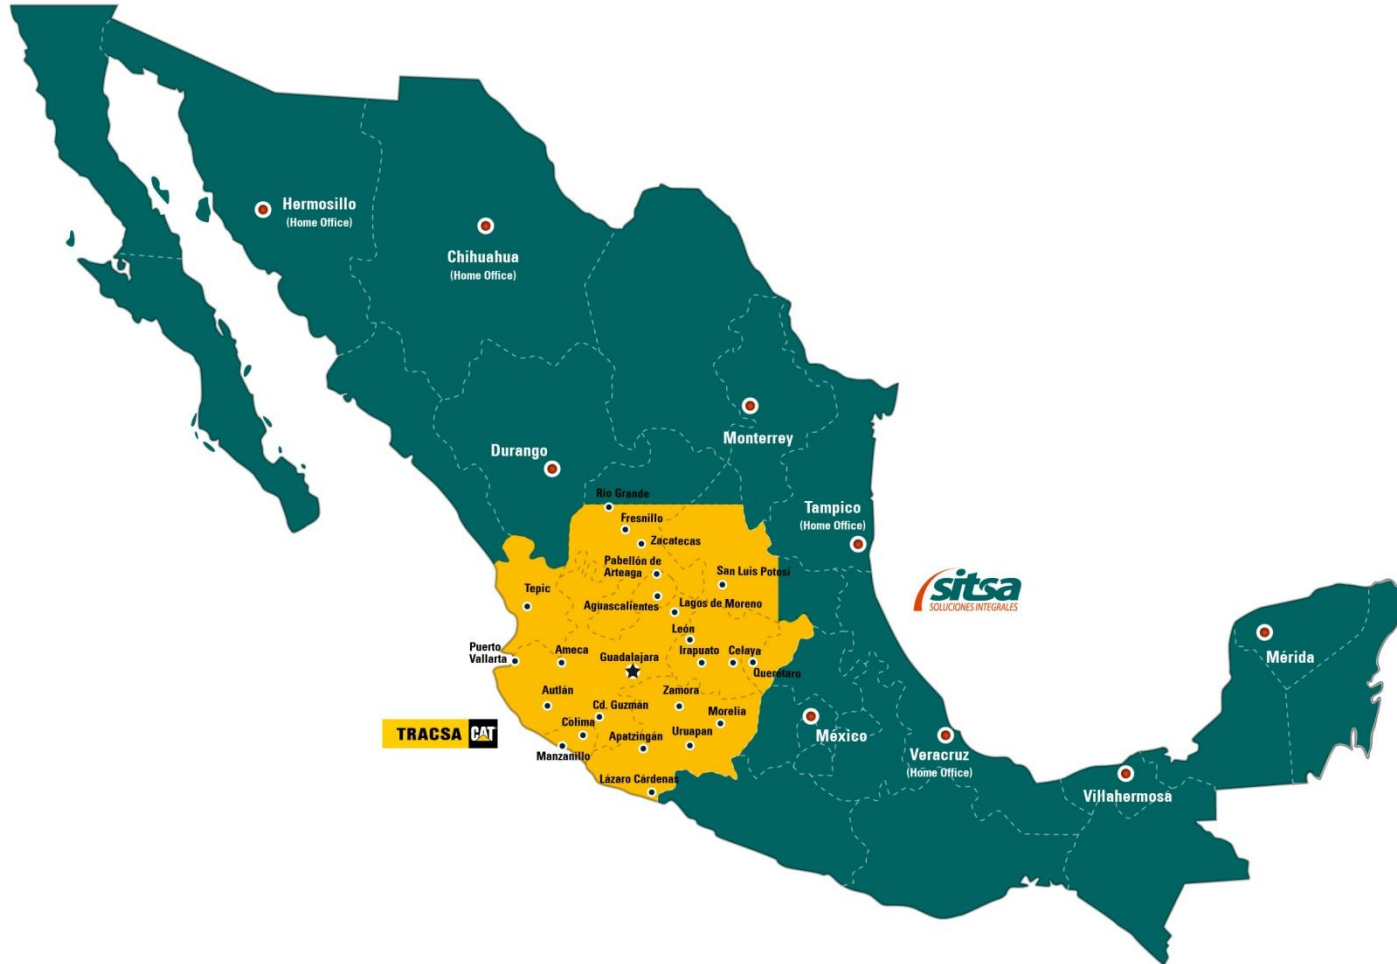 Hermosillo
(Home Office)
Chihuahua
(Home Office)
Monterrey
Durango
Río Grande
Tampico
(Home Office)
Fresnillo
Zacatecas
Pabellón de
Arteaga
San Luis Potosí
sitsa
SOLUCIONES INTEGRALES
Tepic
Aguascalientes
Lagos de Moreno
León
Puerto
Vallarta
Ameca
Guadalajara
Irapuato
Celaya
Querétaro
Mérida
Autlán
Cd. Guzmán
Zamora
Morelia
TRACSA CAT
Colima
Apatzingán
Uruapan
México
Manzanillo
Veracruz
(Home Office)
Lázaro Cárdenas
Villahermosa